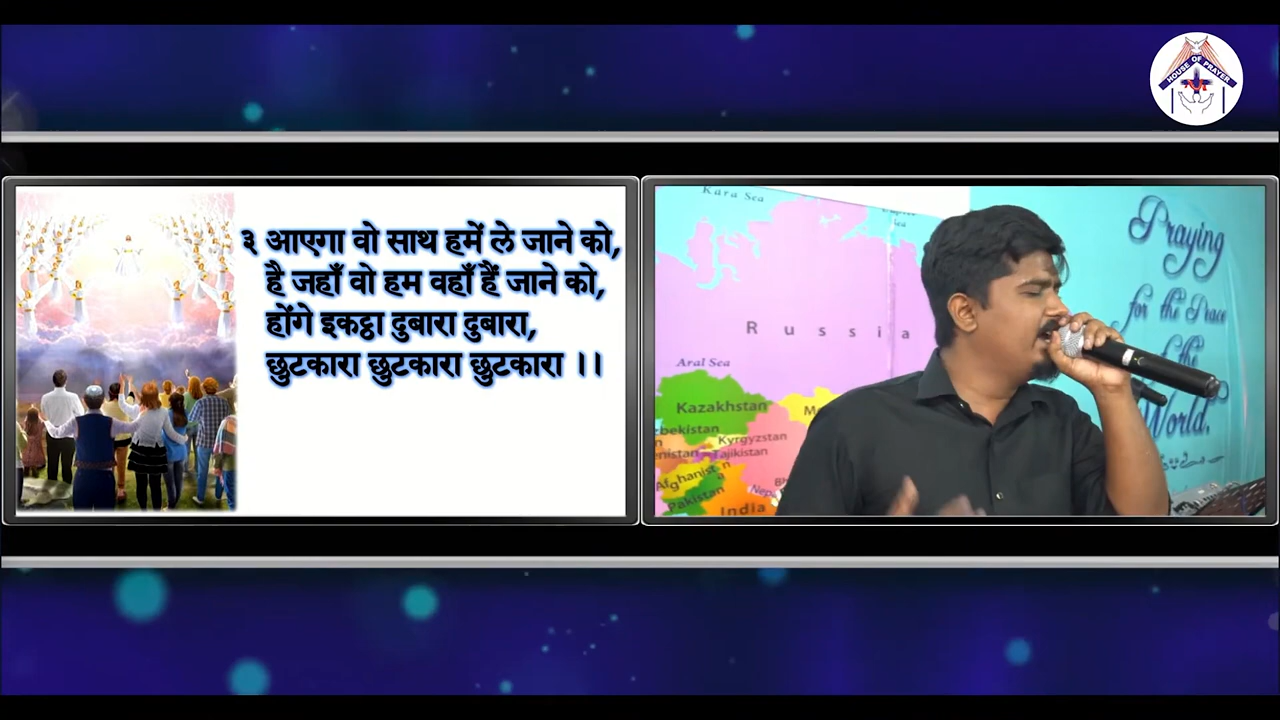 HOUSE OF PRAYER
३ आएगा वो साथ हमें ले जाने को,
है जहाँ वो हम वहाँ हैं जाने को,
होंगे इकट्ठा दुबारा दुबारा,
छुटकारा छुटकारा छुटकारा ।।
Kara Sea
Russia
Aral Sea
Kazakhstan
Kyrgyzstan
Tajikistan
Pakistan
India
Praying
for the Peace
the
World.